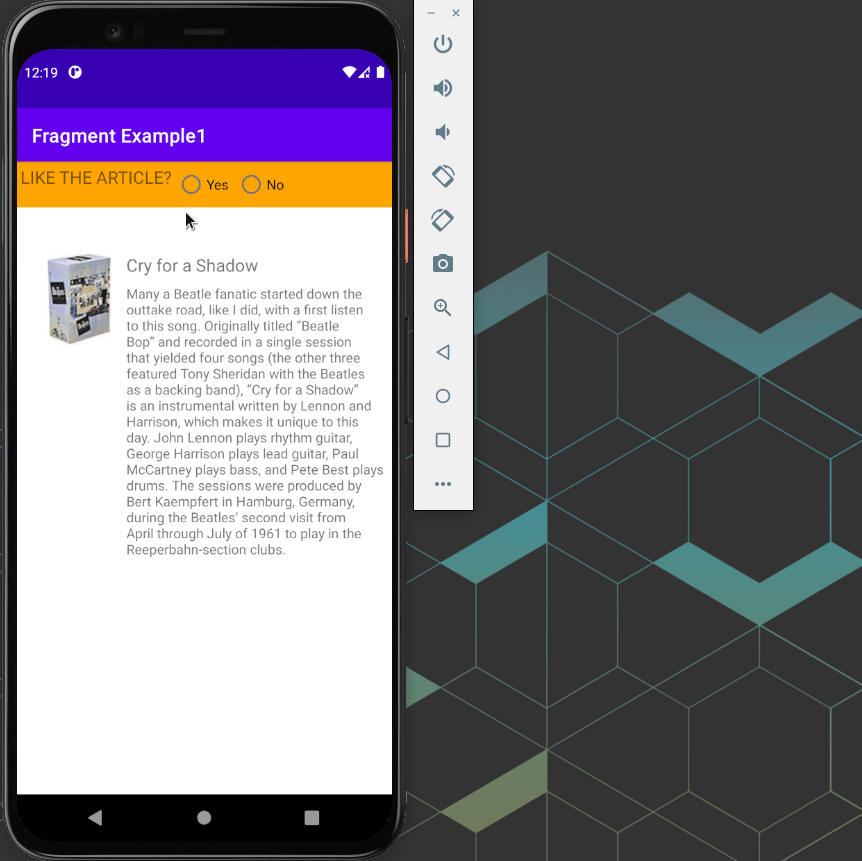 12:19
Fragment Example1
LIKE THE ARTICLE? Yes No
Cry for a Shadow
Many a Beatle fanatic started down the
outtake road, like I did, with a first listen
to this song. Originally titled “Beatle
Bop” and recorded in a single session
that yielded four songs (the other three
featured Tony Sheridan with the Beatles
as a backing band), “Cry for a Shadow”
is an instrumental written by Lennon and
Harrison, which makes it unique to this
day. John Lennon plays rhythm guitar,
George Harrison plays lead guitar, Paul
McCartney plays bass, and Pete Best plays
drums. The sessions were produced by
Bert Kaempfert in Hamburg, Germany,
during the Beatles’ second visit from
April through July of 1961 to play in the
Reeperbahn-section clubs.